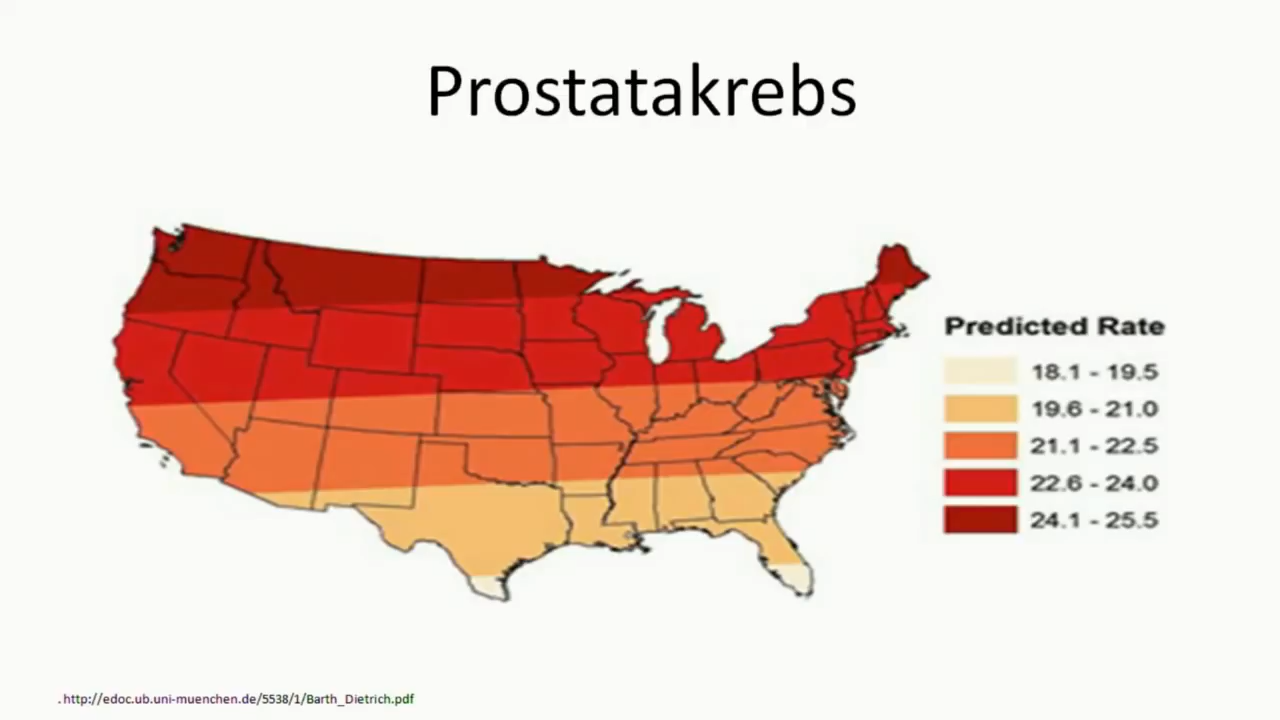 Prostatakrebs
Predicted Rate
18.1 - 19.5
19.6 - 21.0
21.1 - 22.5
22.6 - 24.0
24.1 - 25.5
. http://edoc.ub.uni-muenchen.de/5538/1/Barth_Dietrich.pdf